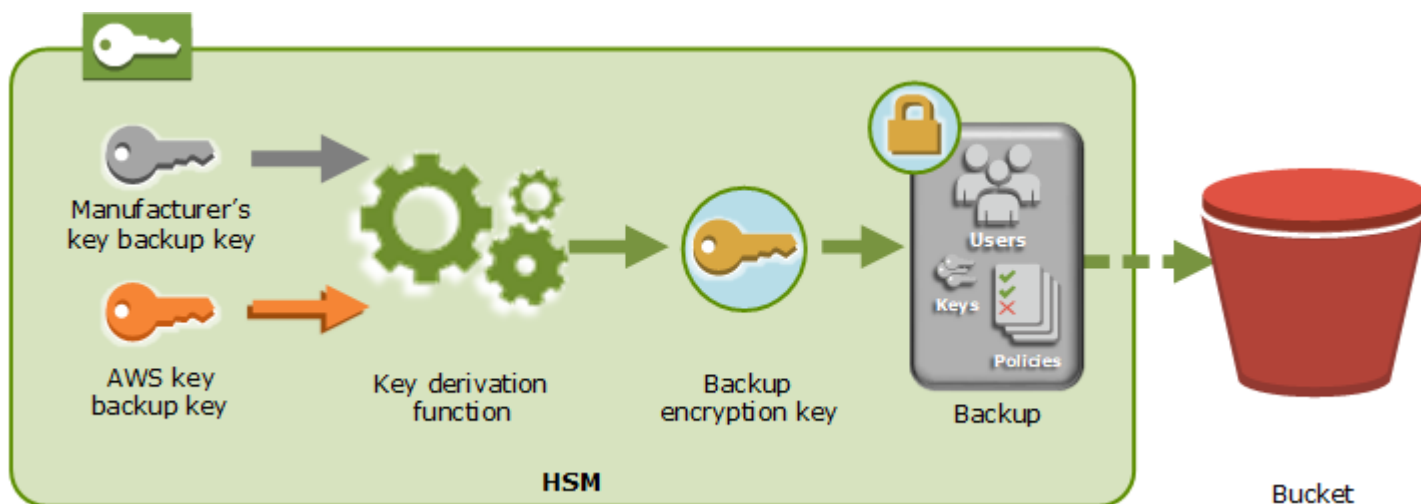 Manufacturer's
key backup key
AWS key
backup key
Key derivation
function
Backup
encryption key
Users
Keys
Policies
Backup
HSM
Bucket